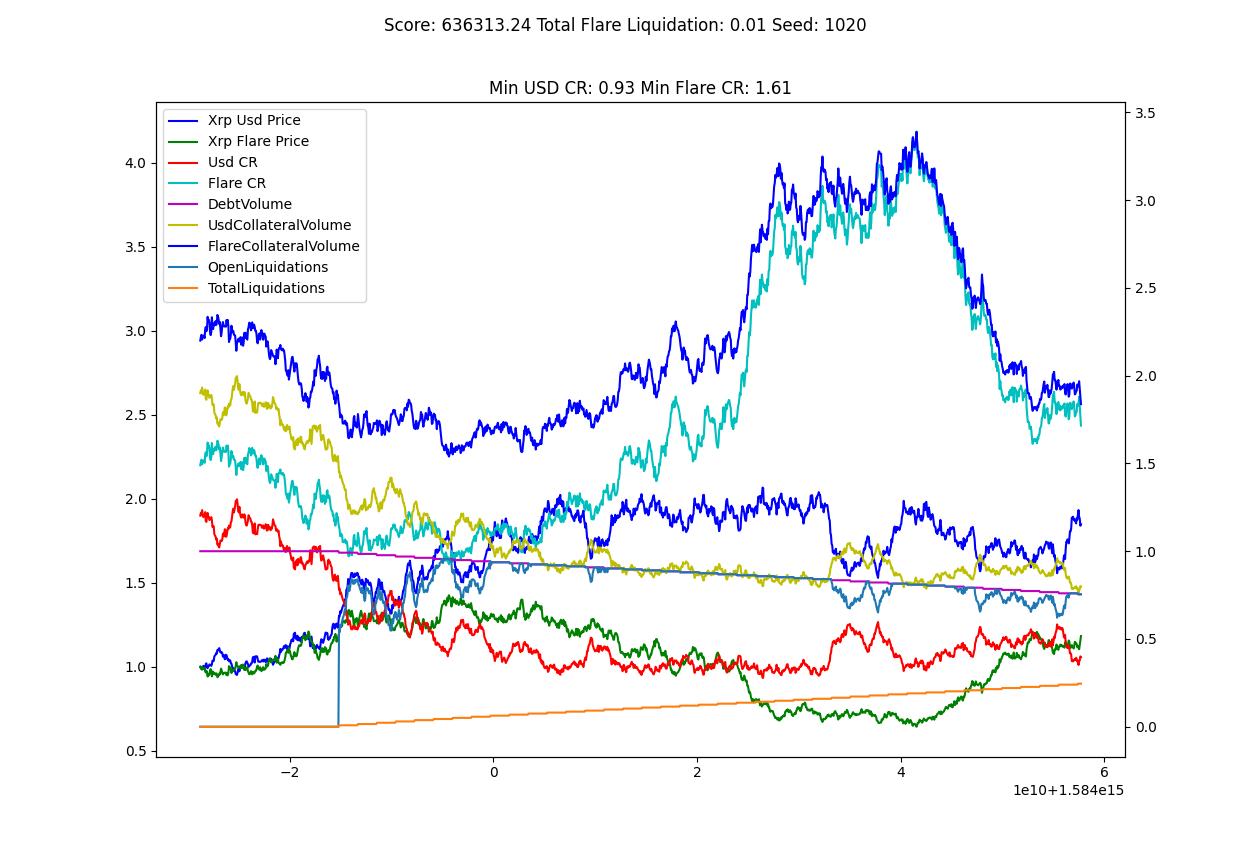 Score: 636313.24 Total Flare Liquidation: 0.01 Seed: 1020
Min USD CR: 0.93 Min Flare CR: 1.61
Xrp Usd Price
Xrp Flare Price
Usd CR
Flare CR
DebtVolume
UsdCollateralVolume
FlareCollateralVolume
OpenLiquidations
TotalLiquidations
4.0
3.5
3.0
2.5
2.0
1.5
1.0
0.5
3.5
3.0
2.5
2.0
1.5
1.0
0.5
0.0
−2
0
2
4
6
1e10+1.584e15